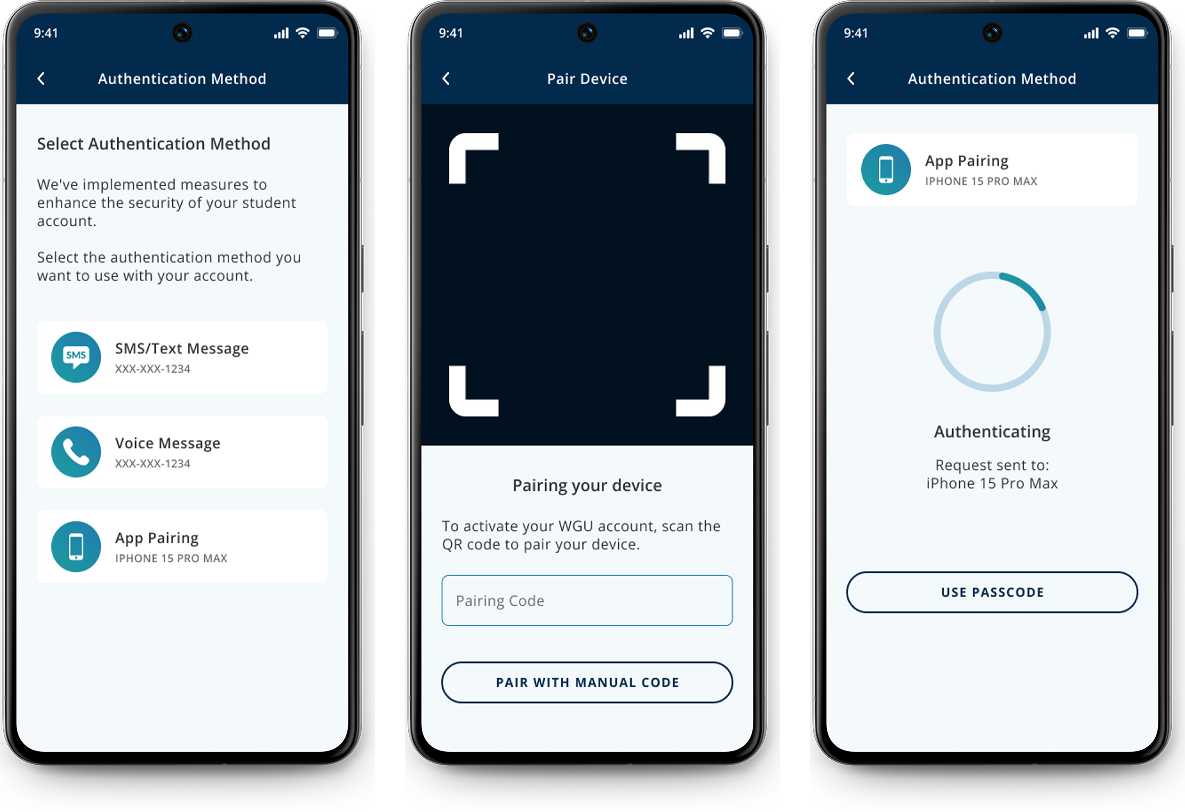 9:41
Authentication Method
Select Authentication Method
We've implemented measures to
enhance the security of your student
account.
Select the authentication method you
want to use with your account.
SMS
SMS/Text Message
XXX-XXX-1234
Voice Message
XXX-XXX-1234
App Pairing
IPHONE 15 PRO MAX
9:41
Pair Device
Pairing your device
To activate your WGU account, scan the
QR code to pair your device.
Pairing Code
PAIR WITH MANUAL CODE
9:41
Authentication Method
App Pairing
IPHONE 15 PRO MAX
Authenticating
Request sent to:
iPhone 15 Pro Max
USE PASSCODE